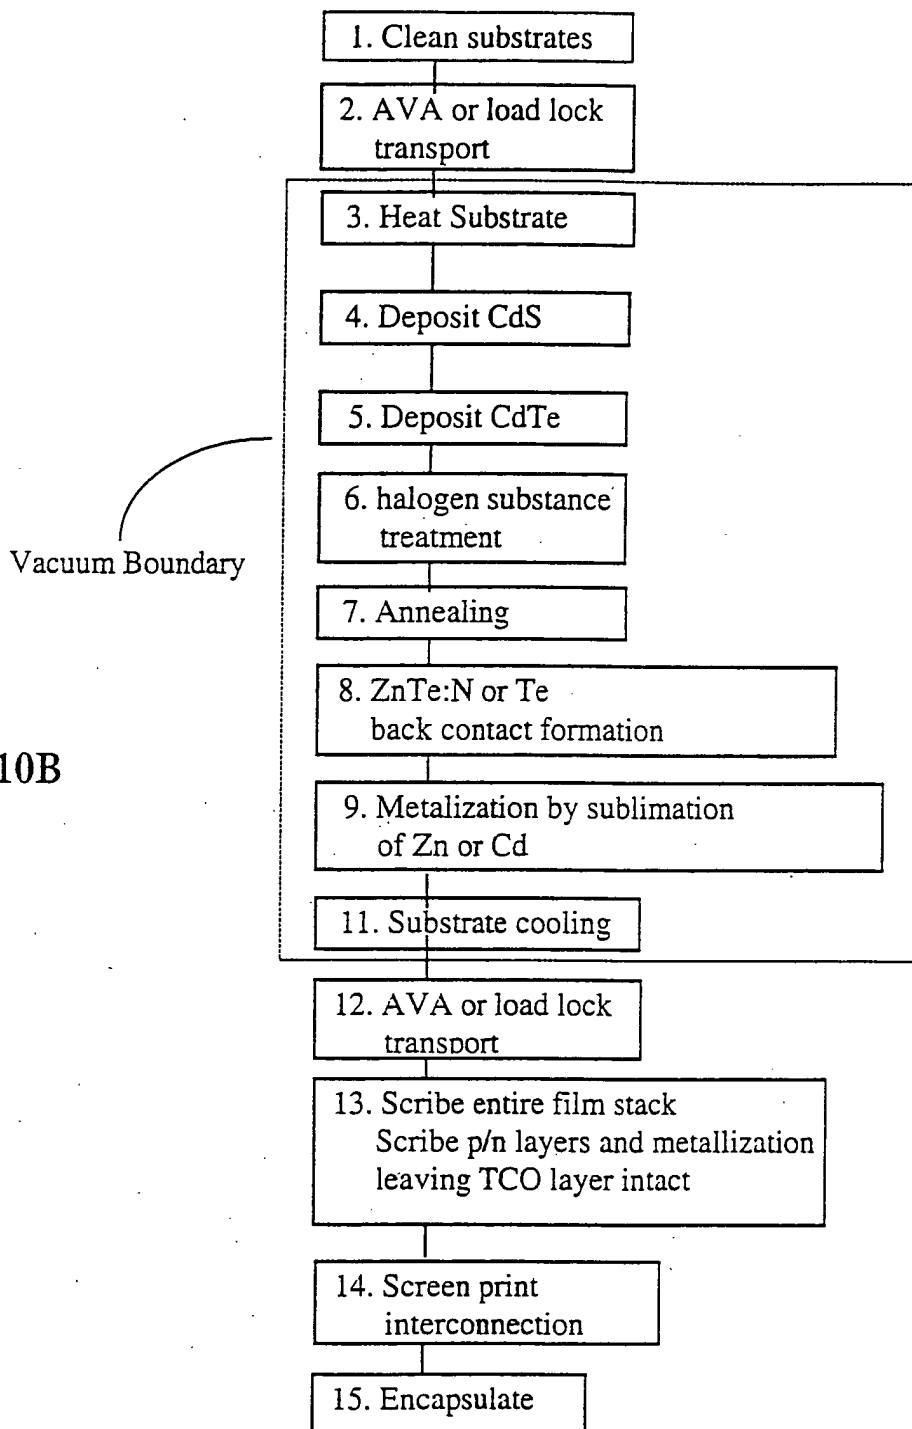 1. Clean substrates
2. AVA or load lock
transport
3. Heat Substrate
4. Deposit CdS
5. Deposit CdTe
6. halogen substance
treatment
Vacuum Boundary
7. Annealing
8. ZnTe:N or Te
back contact formation
10B
9. Metalization by sublimation
of Zn or Cd
11. Substrate cooling
12. AVA or load lock
transport
13. Scribe entire film stack
Scribe p/n layers and metallization
leaving TCO layer intact
14. Screen print
interconnection
15. Encapsulate